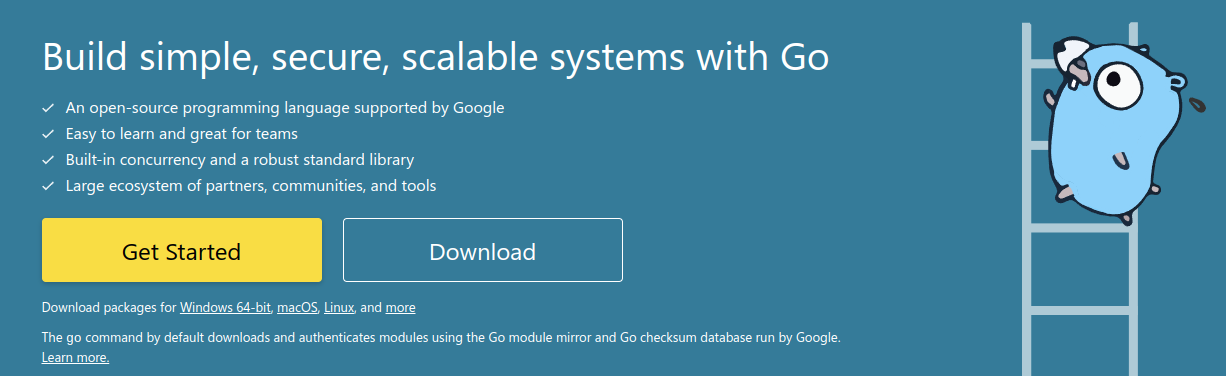 Build simple, secure, scalable systems with Go
An open-source programming language supported by Google
Easy to learn and great for teams
Built-in concurrency and a robust standard library
Large ecosystem of partners, communities, and tools
Get Started
Download
Download packages for Windows 64-bit, macOS, Linux, and more
The go command by default downloads and authenticates modules using the Go module mirror and Go checksum database run by Google.
Learn more.